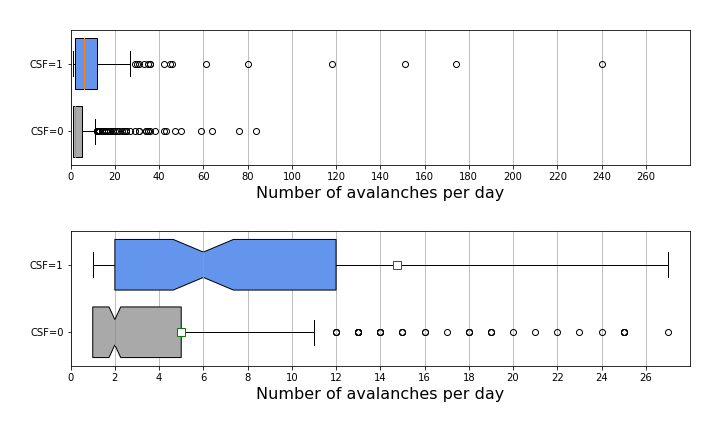 CSF=1
CSF=0
0 20 40 60 80 100 120 140 160 180 200 220 240 260
Number of avalanches per day
CSF=1
CSF=0
0 2 4 6 8 10 12 14 16 18 20 22 24 26
Number of avalanches per day